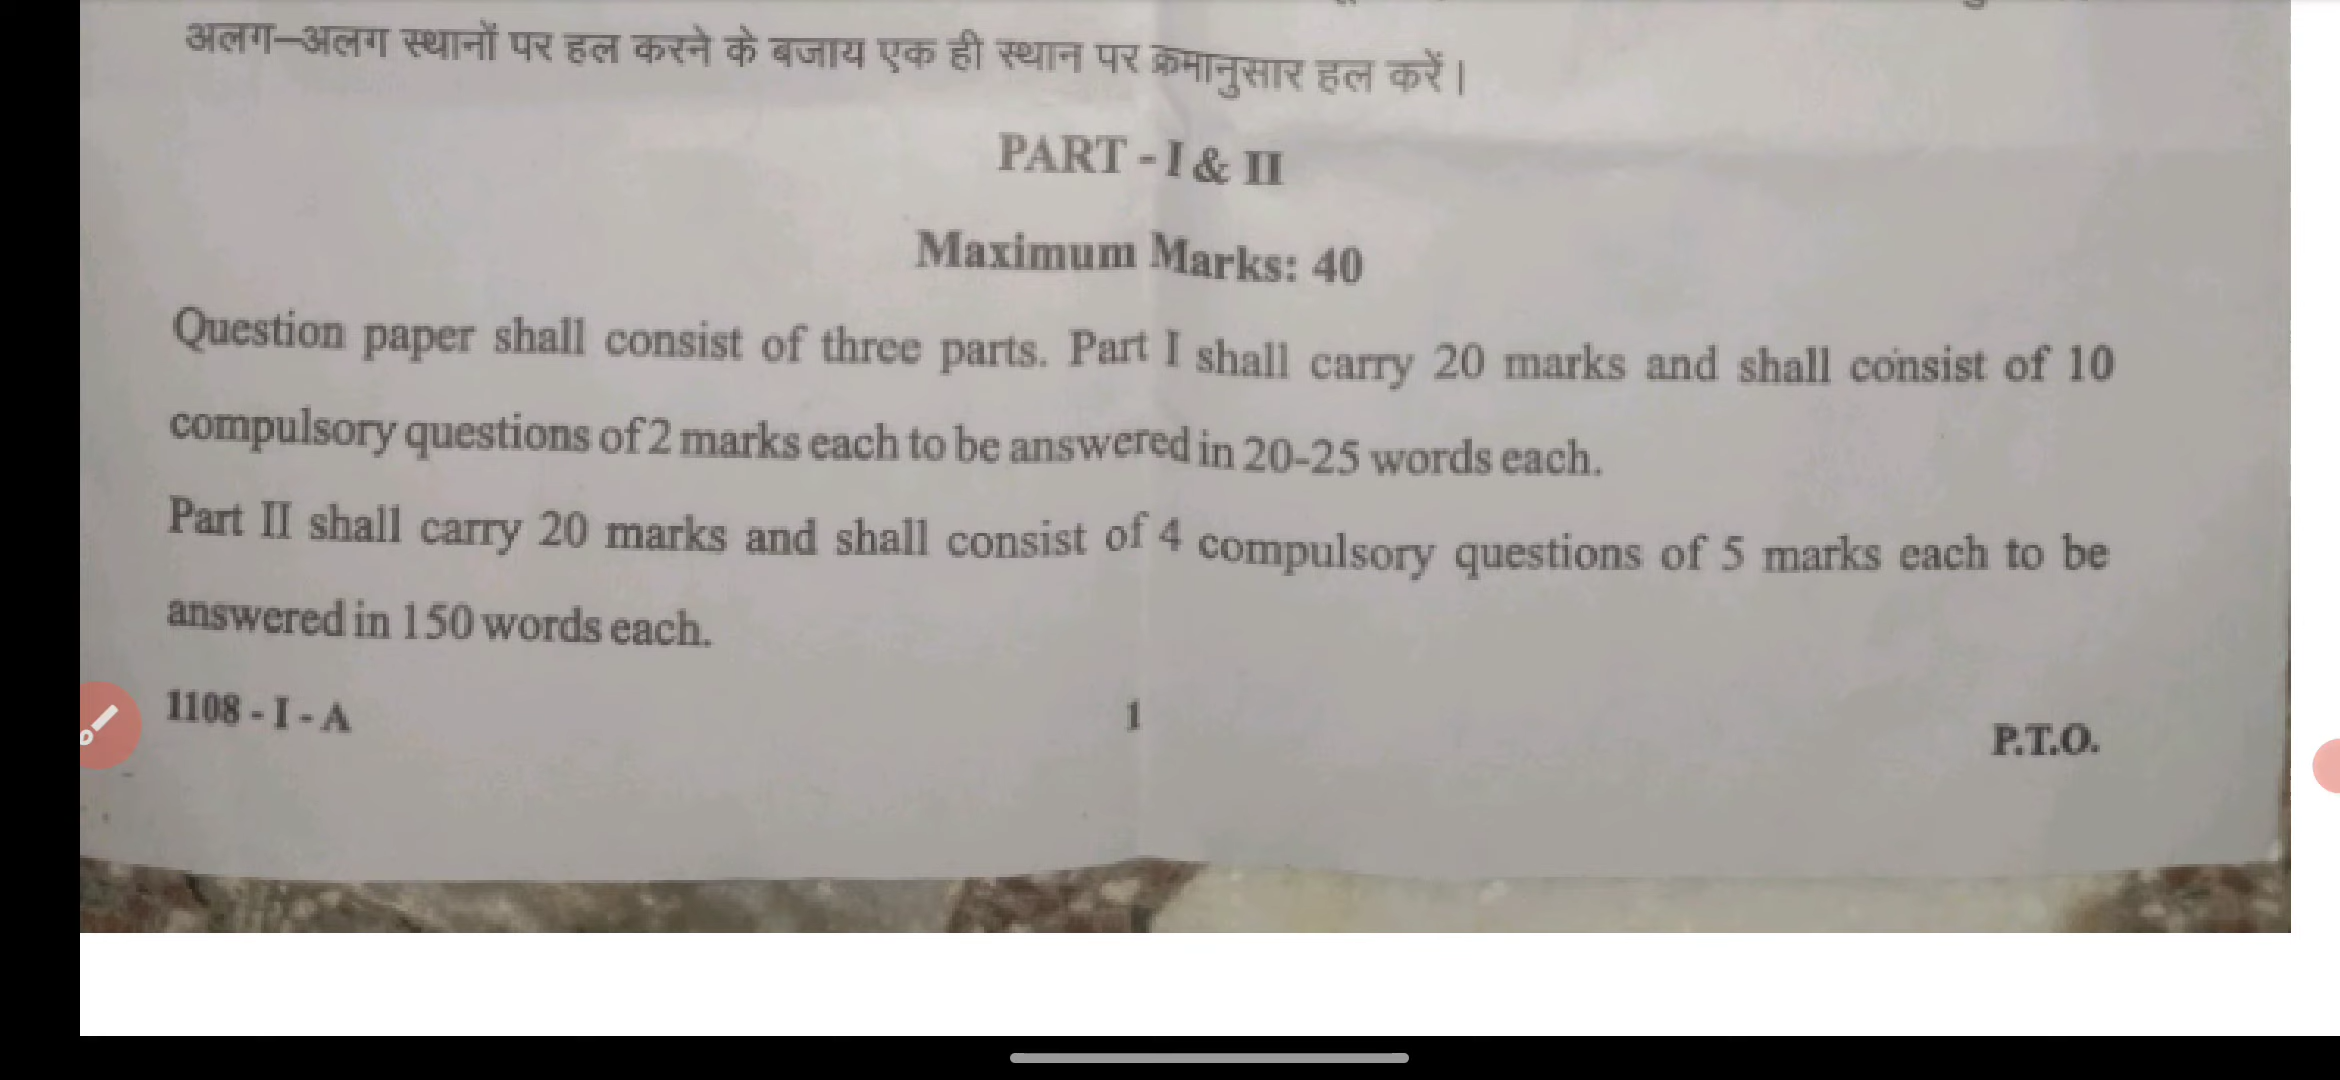 अलग–अलग स्थानों पर हल करने के बजाय एक ही स्थान पर क्रमानुसार हल करें।
PART - I & II
Maximum Marks: 40
Question paper shall consist of three parts. Part I shall carry 20 marks and shall consist of 10
compulsory questions of 2 marks each to be answered in 20-25 words each.
Part II shall carry 20 marks and shall consist of 4 compulsory questions of 5 marks each to be
answered in 150 words each.
1108 - I - A 1 P.T.O.